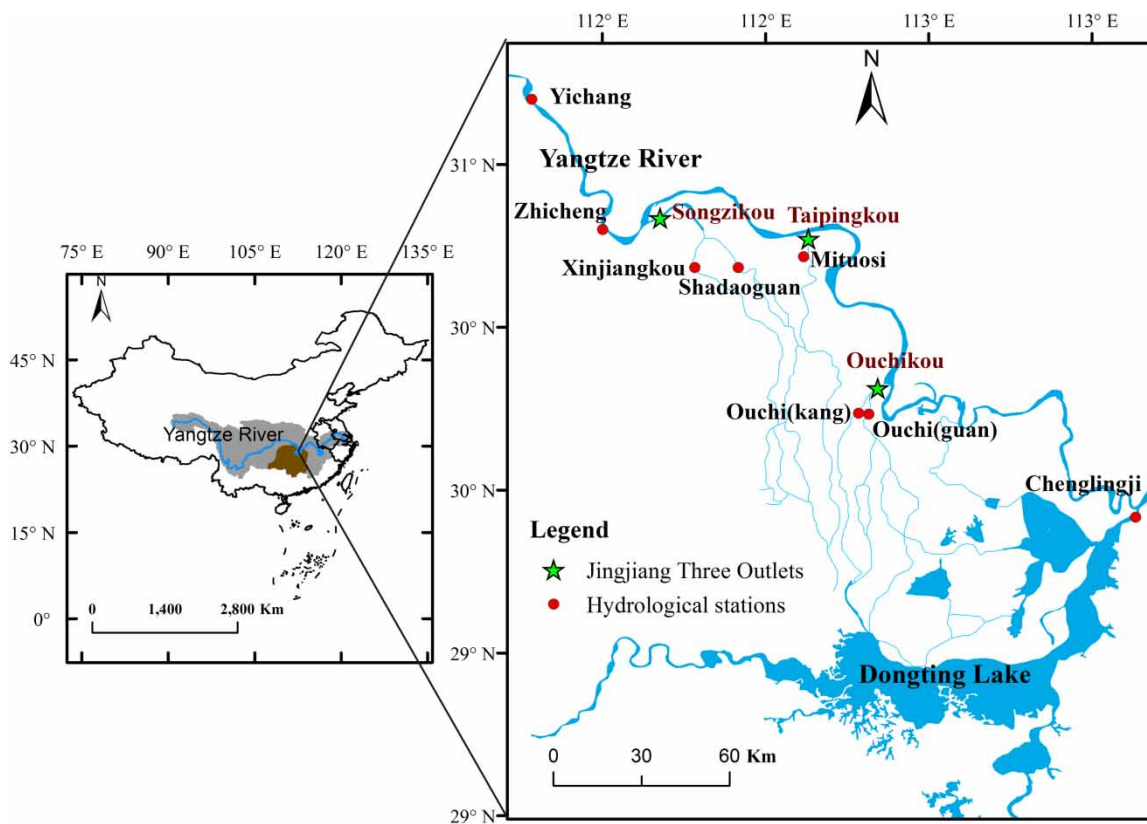 112° E
112° E
113° E
113° E
N
Yichang
Yangtze River
31° N
Zhicheng
Songzikou
Taipingkou
Mituosi
Xinjiangkou
Shadaoguan
75° E
90° E
105° E
120° E
135° E
N
30° N
45° N
Ouchikou
Ouchi(kang)
Ouchi(guan)
Yangtze River
30° N
30° N
Chenglingji
15° N
Legend
Jingjiang Three Outlets
Hydrological stations
0 1,400 2,800 Km
0°
29° N
Dongting Lake
0 30 60 Km
29° N